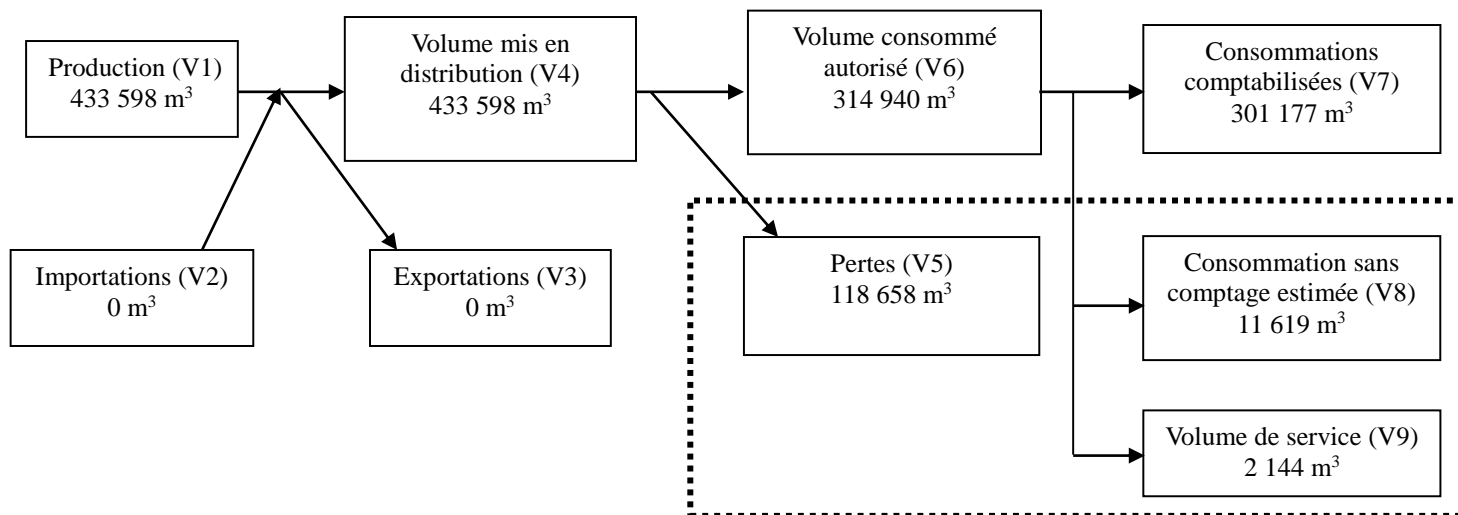 Production (V1)
433 598 m³
Volume mis en
distribution (V4)
433 598 m³
Volume consommé
autorisé (V6)
314 940 m³
Consommations
comptabilisées (V7)
301 177 m³
Importations (V2)
0 m³
Exportations (V3)
0 m³
Pertes (V5)
118 658 m³
Consommation sans
comptage estimée (V8)
11 619 m³
Volume de service (V9)
2 144 m³